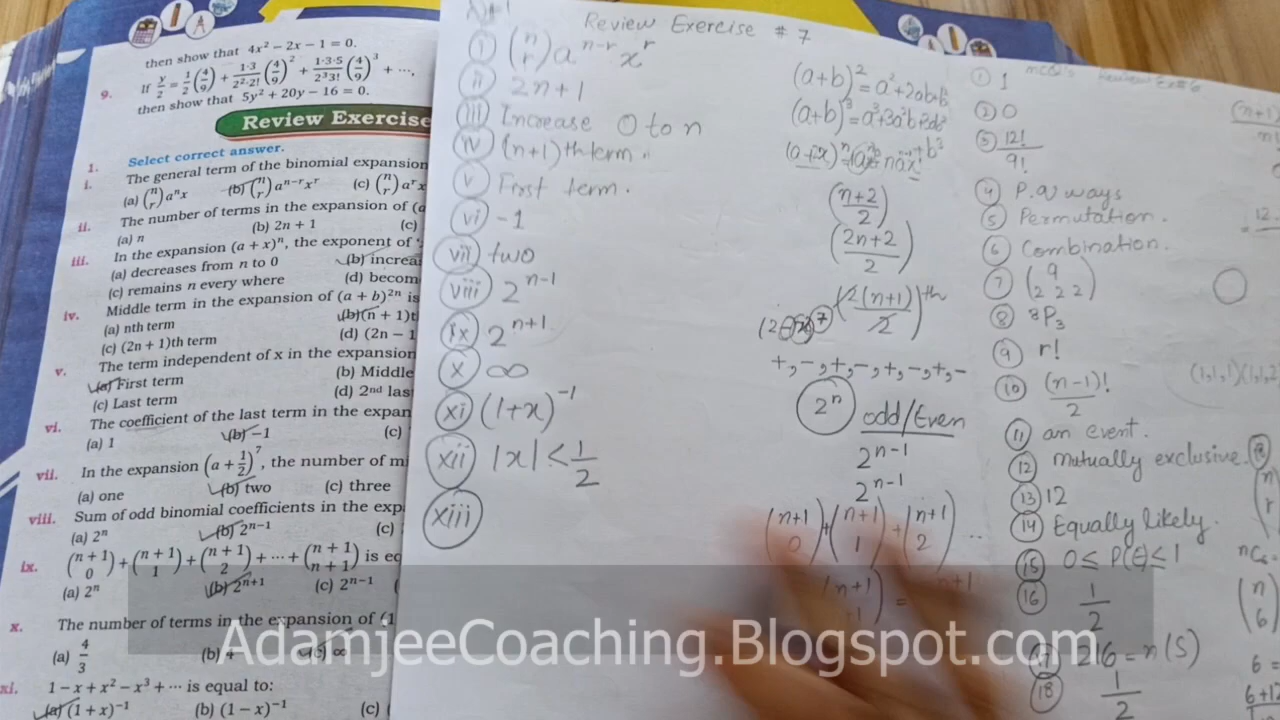 then show that 4x² − 2x − 1 = 0.
9. If y/2 = 1/2 (4/9) + 1·3/2²·2! (4/9)² + 1·3·5/2³3! (4/9)³ + ···,
then show that 5y² + 20y − 16 = 0.
Review Exercise
1. Select correct answer.
i. The general term of the binomial expansion
(a) (n r) aⁿx (b) (n r) aⁿ⁻ʳxʳ (c) (n r) aʳx
ii. The number of terms in the expansion of (a
(a) n (b) 2n + 1 (c)
iii. In the expansion (a + x)ⁿ, the exponent of
(a) decreases from n to 0 (b) increa
(c) remains n every where (d) becom
iv. Middle term in the expansion of (a + b)²ⁿ is
(a) nth term (b) (n + 1)t
(c) (2n + 1)th term (d) (2n − 1
v. The term independent of x in the expansion
(a) First term (b) Middle
(c) Last term (d) 2nd las
vi. The coefficient of the last term in the expan
(a) 1 (b) −1 (c)
vii. In the expansion (a + 1/2)⁷, the number of mi
(a) one (b) two (c) three
viii. Sum of odd binomial coefficients in the exp
(a) 2ⁿ (b) 2ⁿ⁻¹ (c)
ix. (n + 1 0) + (n + 1 1) + (n + 1 2) + ··· + (n + 1 n + 1) is eq
(a) 2ⁿ (b) 2ⁿ⁺¹ (c) 2ⁿ⁻¹ (
x. The number of terms in the expansion of (1
(a) 4/3 (b) 4 (c) ∞
xi. 1 − x + x² − x³ + ··· is equal to:
(a) (1 + x)⁻¹ (b) (1 − x)⁻¹ (c) (
Review Exercise # 7
i (n r) aⁿ⁻ʳ xʳ
ii 2n+1
iii Increase 0 to n
iv (n+1)th term
v First term.
vi -1
vii two
viii 2ⁿ⁻¹
ix 2ⁿ⁺¹
x ∞
xi (1+x)⁻¹
xii |x| < 1/2
xiii
(a+b)² = a²+2ab+b²
(a+b)³ = a³+3a²b+3ab²
+b³
(n+2/2)
(2n+2/2)
(2(n+1)/2)th
+,-,+,-,+,-,+,-
2ⁿ odd/Even
2ⁿ⁻¹
2ⁿ⁻¹
(n+1 0)+(n+1 1)+(n+1 2) ...
mcq's Review Ex#6
1 1
2 0
3 12!/9!
4 P.q ways
5 Permutation.
6 Combination.
7 (9 2 2 2)
8 8P₃
9 r!
10 (n-1)!/2
11 an event.
12 mutually exclusive.
13 12
14 Equally likely.
15 0 ≤ P(E) ≤ 1
16 1/2
17 216 = n(S)
18 1/2
(1,1,1)(1,1,2)
AdamjeeCoaching.Blogspot.com